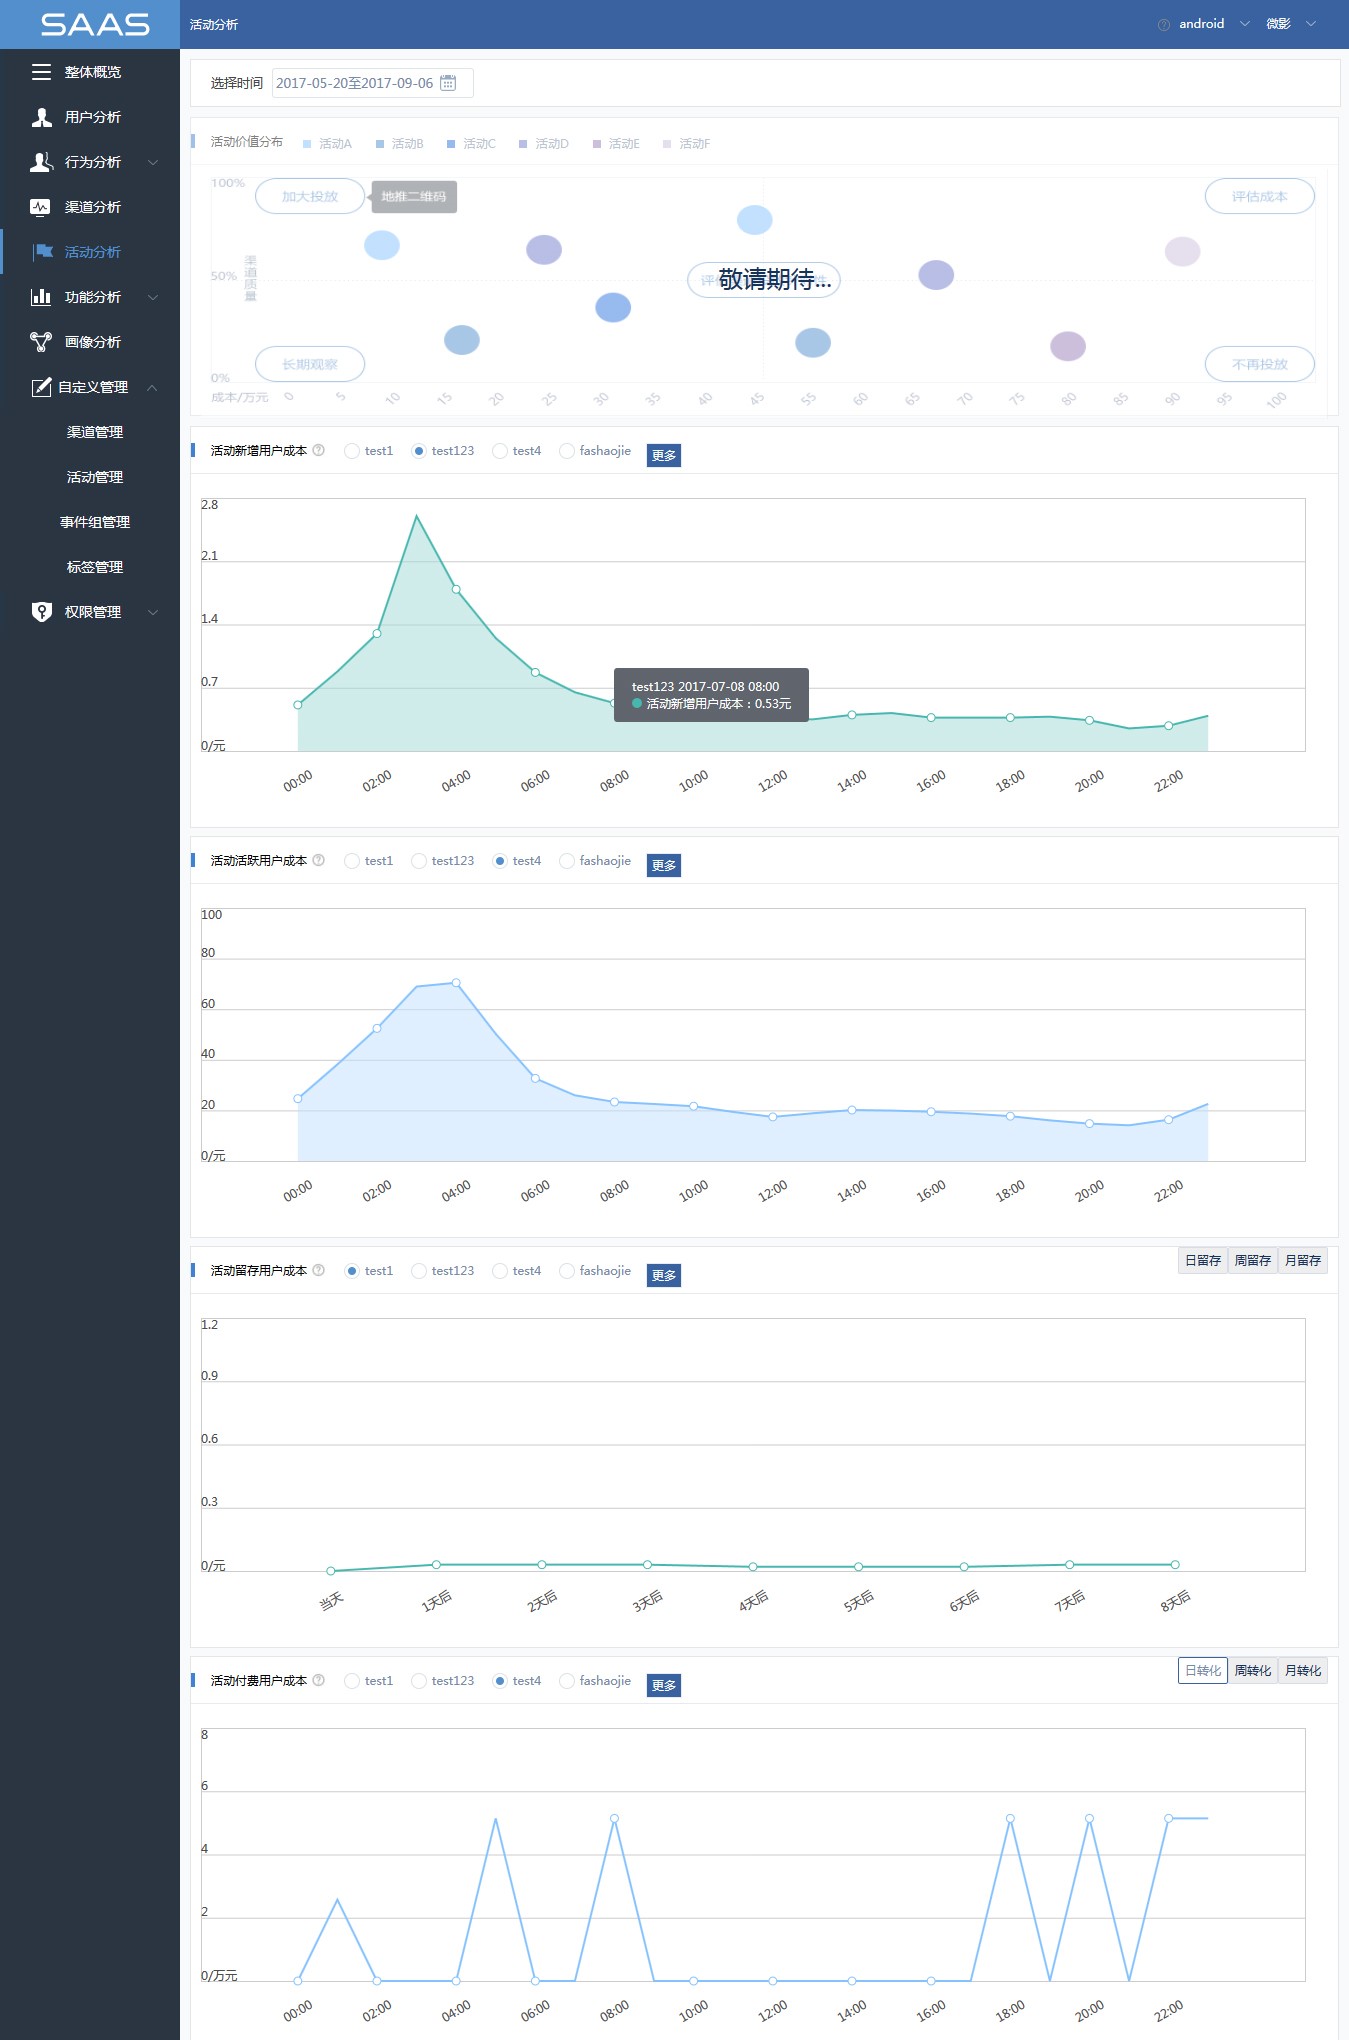 SAAS
活动分析
android
微影
整体概览
用户分析
行为分析
渠道分析
活动分析
功能分析
画像分析
自定义管理
渠道管理
活动管理
事件组管理
标签管理
权限管理
选择时间 2017-05-20至2017-09-06
活动价值分布 活动A 活动B 活动C 活动D 活动E 活动F
100%
加大投放
地推二维码
评估成本
渠道质量
50%
敬请期待...
长期观察
不再投放
0%
成本/万元 0 5 10 15 20 25 30 35 40 45 55 60 65 70 75 80 85 90 95 100
活动新增用户成本 test1 test123 test4 fashaojie 更多
2.8
2.1
1.4
0.7
test123 2017-07-08 08:00
活动新增用户成本：0.53元
0/元
00:00 02:00 04:00 06:00 08:00 10:00 12:00 14:00 16:00 18:00 20:00 22:00
活动活跃用户成本 test1 test123 test4 fashaojie 更多
100
80
60
40
20
0/元
00:00 02:00 04:00 06:00 08:00 10:00 12:00 14:00 16:00 18:00 20:00 22:00
活动留存用户成本 test1 test123 test4 fashaojie 更多 日留存 周留存 月留存
1.2
0.9
0.6
0.3
0/元
当天 1天后 2天后 3天后 4天后 5天后 6天后 7天后 8天后
活动付费用户成本 test1 test123 test4 fashaojie 更多 日转化 周转化 月转化
8
6
4
2
0/万元
00:00 02:00 04:00 06:00 08:00 10:00 12:00 14:00 16:00 18:00 20:00 22:00